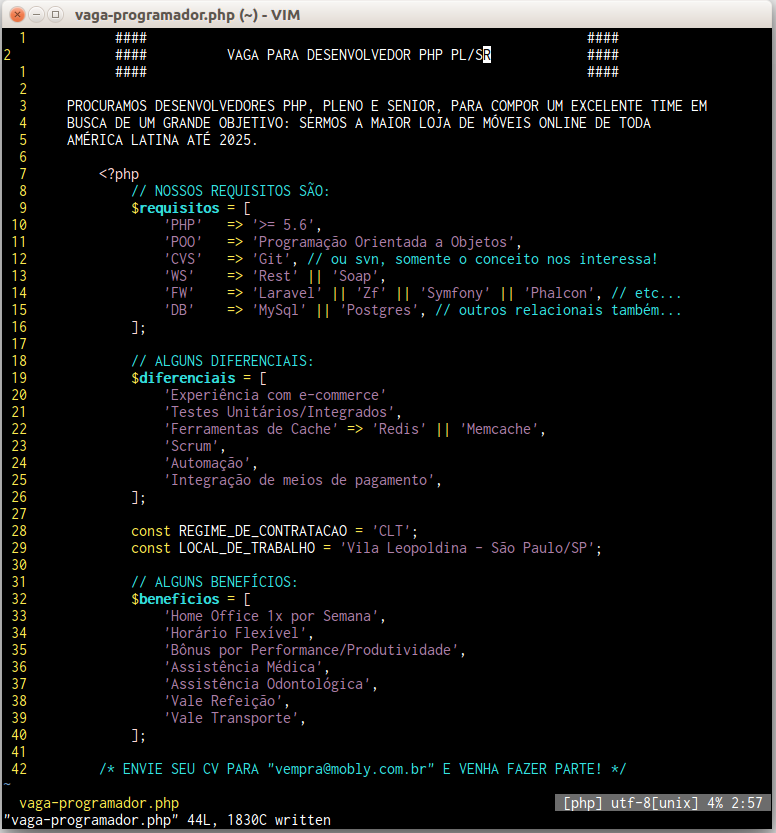 vaga-programador.php (~) - VIM
1 #### ####
2 #### VAGA PARA DESENVOLVEDOR PHP PL/SR ####
1 #### ####
2
3 PROCURAMOS DESENVOLVEDORES PHP, PLENO E SENIOR, PARA COMPOR UM EXCELENTE TIME EM
4 BUSCA DE UM GRANDE OBJETIVO: SERMOS A MAIOR LOJA DE MÓVEIS ONLINE DE TODA
5 AMÉRICA LATINA ATÉ 2025.
6
7 <?php
8 // NOSSOS REQUISITOS SÃO:
9 $requisitos = [
10 'PHP' => '>= 5.6',
11 'POO' => 'Programação Orientada a Objetos',
12 'CVS' => 'Git', // ou svn, somente o conceito nos interessa!
13 'WS' => 'Rest' || 'Soap',
14 'FW' => 'Laravel' || 'Zf' || 'Symfony' || 'Phalcon', // etc...
15 'DB' => 'MySql' || 'Postgres', // outros relacionais também...
16 ];
17
18 // ALGUNS DIFERENCIAIS:
19 $diferenciais = [
20 'Experiência com e-commerce'
21 'Testes Unitários/Integrados',
22 'Ferramentas de Cache' => 'Redis' || 'Memcache',
23 'Scrum',
24 'Automação',
25 'Integração de meios de pagamento',
26 ];
27
28 const REGIME_DE_CONTRATACAO = 'CLT';
29 const LOCAL_DE_TRABALHO = 'Vila Leopoldina - São Paulo/SP';
30
31 // ALGUNS BENEFÍCIOS:
32 $beneficios = [
33 'Home Office 1x por Semana',
34 'Horário Flexível',
35 'Bônus por Performance/Produtividade',
36 'Assistência Médica',
37 'Assistência Odontológica',
38 'Vale Refeição',
39 'Vale Transporte',
40 ];
41
42 /* ENVIE SEU CV PARA "vempra@mobly.com.br" E VENHA FAZER PARTE! */
~
vaga-programador.php [php] utf-8[unix] 4% 2:57
"vaga-programador.php" 44L, 1830C written